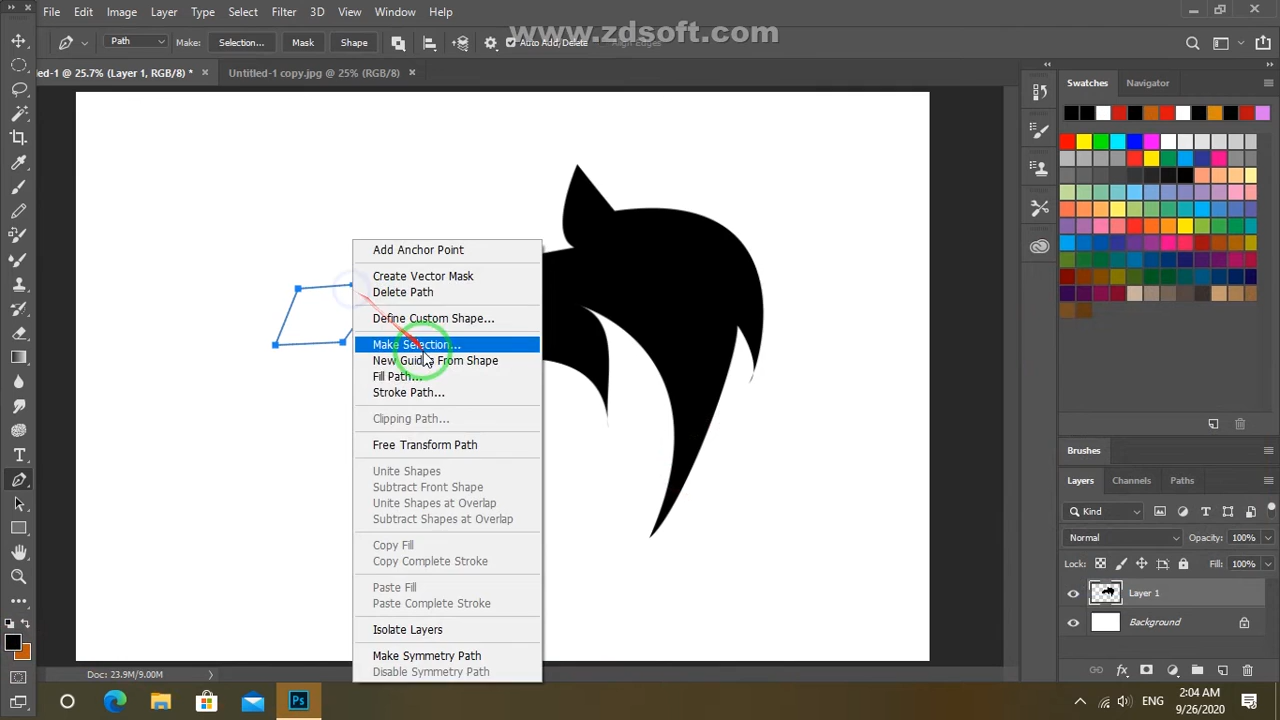 File Edit Image Layer Type Select Filter 3D View Window Help
www.zdsoft.com
Path Make: Selection... Mask Shape Auto Add/Delete Align Edges
ed-1 @ 25.7% (Layer 1, RGB/8) * × Untitled-1 copy.jpg @ 25% (RGB/8) ×
Swatches Navigator
Add Anchor Point
Create Vector Mask
Delete Path
Define Custom Shape...
Make Selection...
New Guides From Shape
Fill Path...
Stroke Path...
Clipping Path...
Free Transform Path
Unite Shapes
Subtract Front Shape
Unite Shapes at Overlap
Subtract Shapes at Overlap
Copy Fill
Copy Complete Stroke
Paste Fill
Paste Complete Stroke
Isolate Layers
Make Symmetry Path
Disable Symmetry Path
Brushes
Layers Channels Paths
Kind
Normal Opacity: 100%
Lock: Fill: 100%
Layer 1
Background
Doc: 23.9M/9.00M
Ps
ENG
2:04 AM
9/26/2020